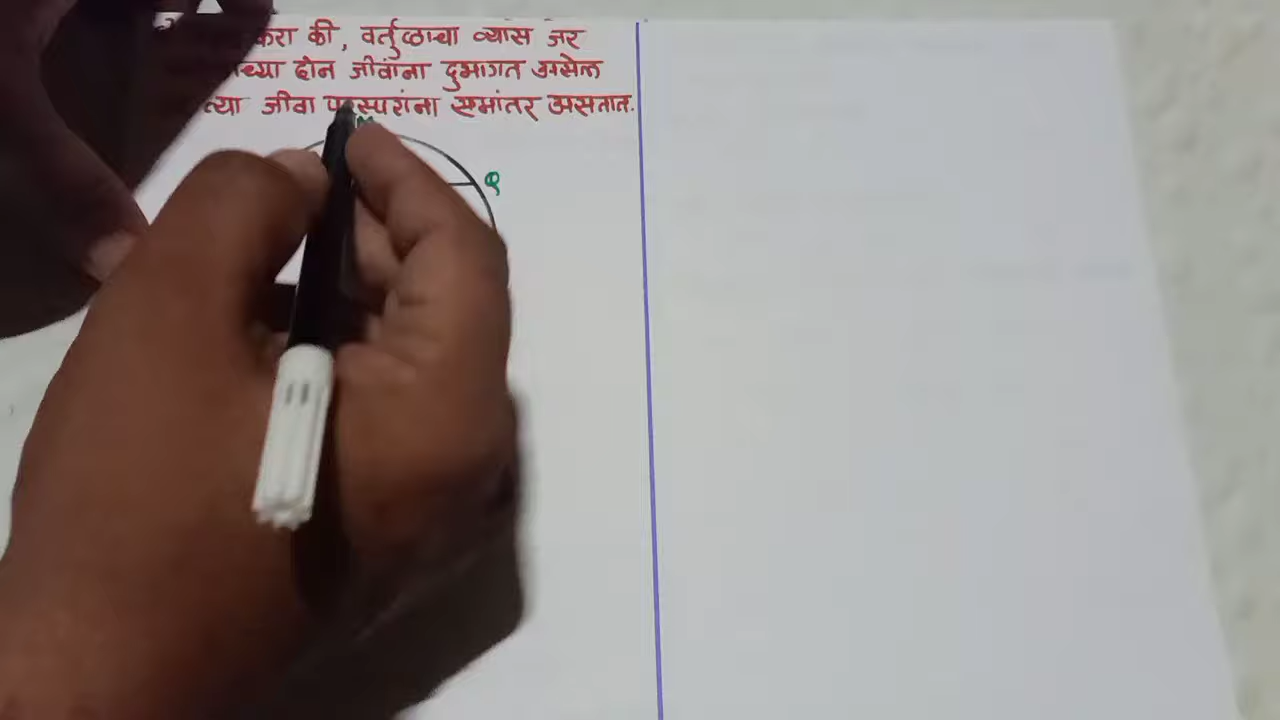 करा की, वर्तुळाचा व्यास जर
च्या दोन जीवांना दुभागत असेल
त्या जीवा परस्परांना समांतर असतात.
Q